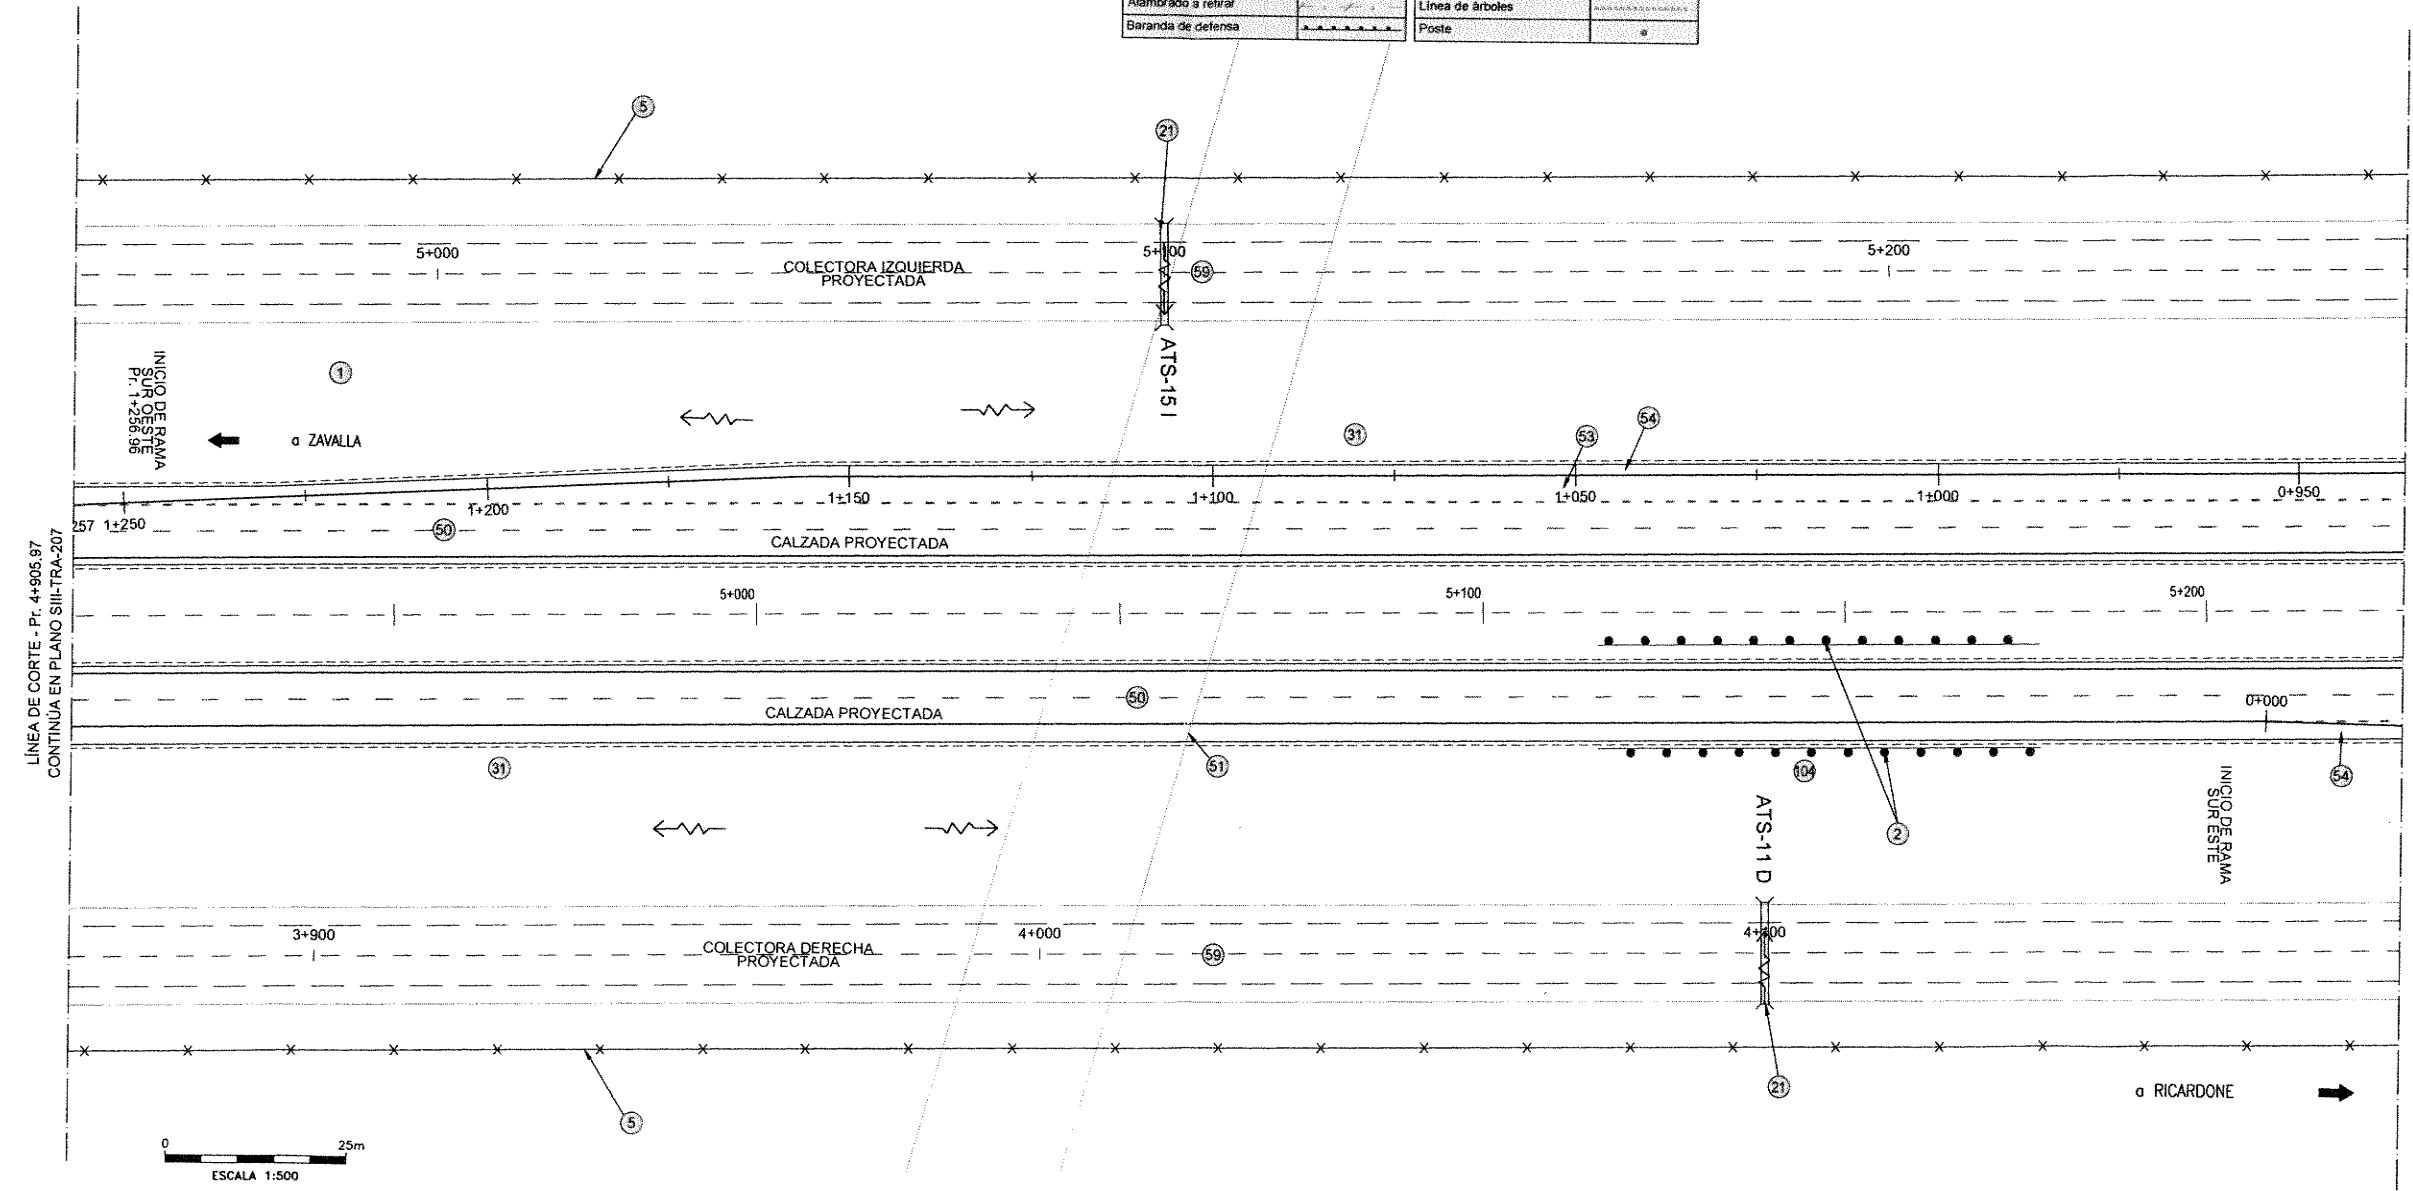 Alambrado a retirar
Línea de árboles
Baranda de defensa
Poste
5
21
5+000
5+100
5+200
COLECTORA IZQUIERDA
PROYECTADA
59
INICIO DE RAMA
SUR OESTE
Pr. 1+256.96
1
a ZAVALLA
ATS-15 I
31
53
54
257 1+250
1+200
1+150
1+100
1+050
1+000
0+950
50
CALZADA PROYECTADA
LÍNEA DE CORTE - Pr. 4+905,97
CONTINÚA EN PLANO SIII-TRA-207
5+000
5+100
5+200
50
CALZADA PROYECTADA
0+000
31
51
104
54
2
ATS-11 D
INICIO DE RAMA
SUR ESTE
3+900
4+000
4+100
COLECTORA DERECHA
PROYECTADA
59
21
5
a RICARDONE
0 25m
ESCALA 1:500